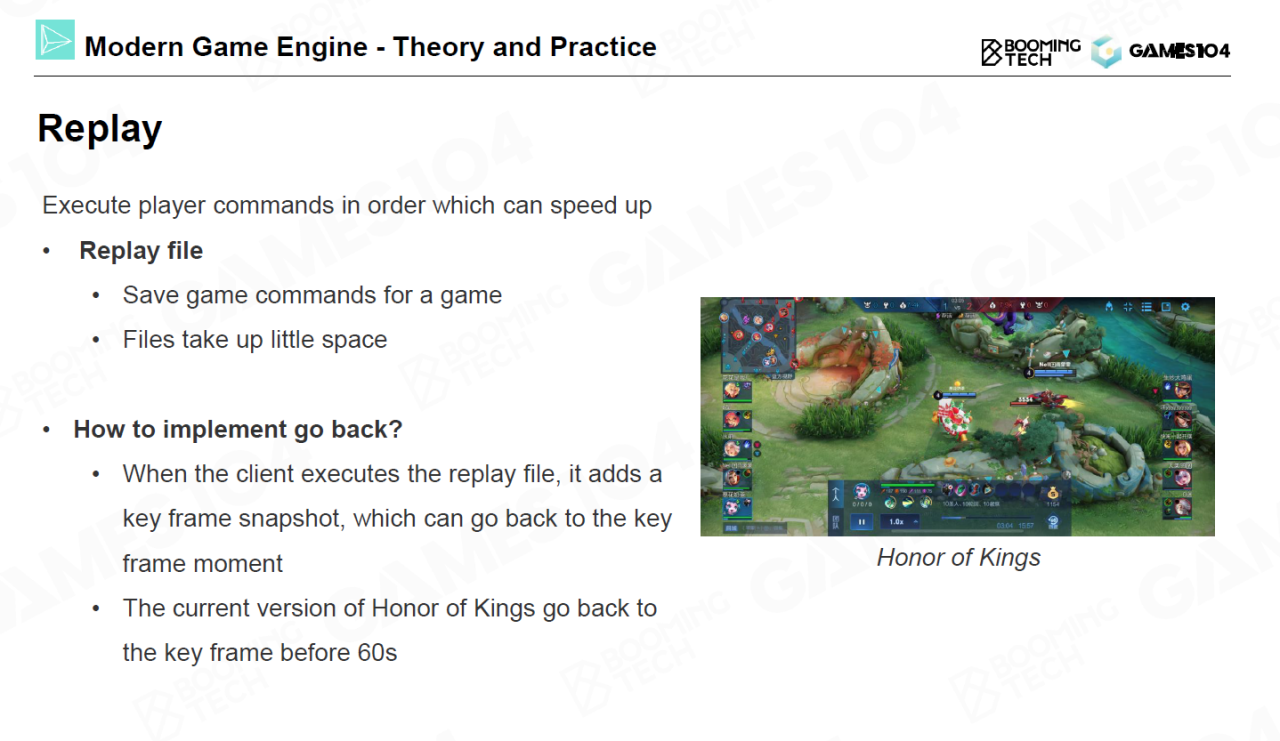 Modern Game Engine - Theory and Practice
BOOMING
TECH
GAMES104
Replay
Execute player commands in order which can speed up
• Replay file
• Save game commands for a game
• Files take up little space
• How to implement go back?
• When the client executes the replay file, it adds a
key frame snapshot, which can go back to the key
frame moment
• The current version of Honor of Kings go back to
the key frame before 60s
1.0x
03:04 15:57
Honor of Kings